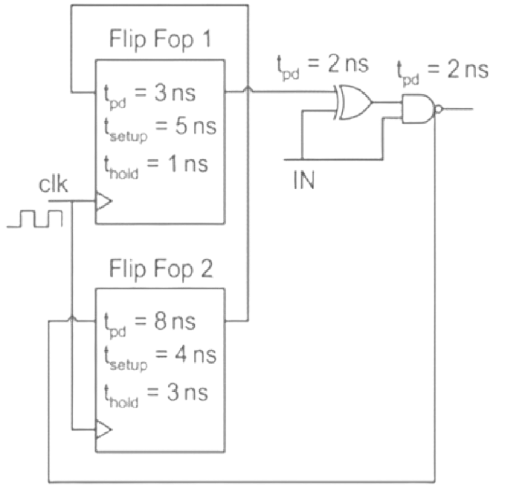 Flip Fop 1
t_pd = 3 ns
t_setup = 5 ns
t_hold = 1 ns
t_pd = 2 ns
t_pd = 2 ns
IN
clk
Flip Fop 2
t_pd = 8 ns
t_setup = 4 ns
t_hold = 3 ns